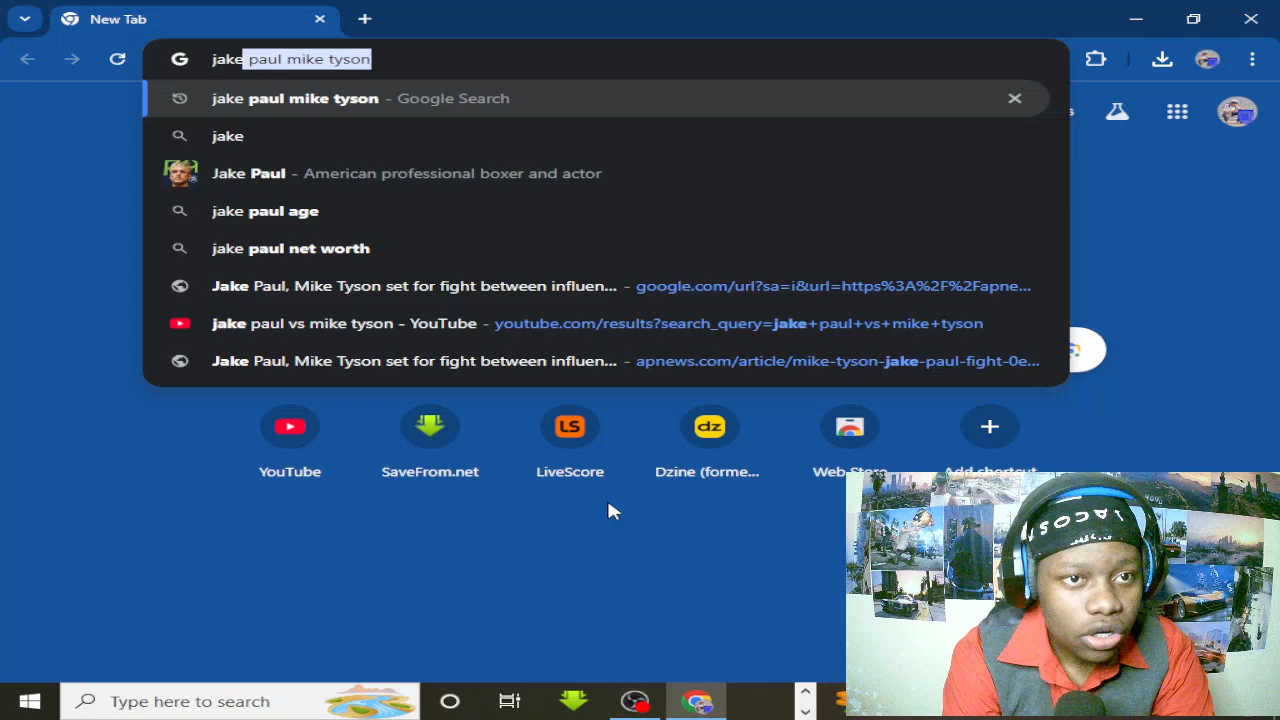 New Tab
jake paul mike tyson
jake paul mike tyson - Google Search
jake
Jake Paul – American professional boxer and actor
jake paul age
jake paul net worth
Jake Paul, Mike Tyson set for fight between influen... – google.com/url?sa=i&url=https%3A%2F%2Fapne...
jake paul vs mike tyson - YouTube – youtube.com/results?search_query=jake+paul+vs+mike+tyson
Jake Paul, Mike Tyson set for fight between influen... – apnews.com/article/mike-tyson-jake-paul-fight-0e...
LS
dz
YouTube
SaveFrom.net
LiveScore
Dzine (forme...
Web Store
Add shortcut
Type here to search